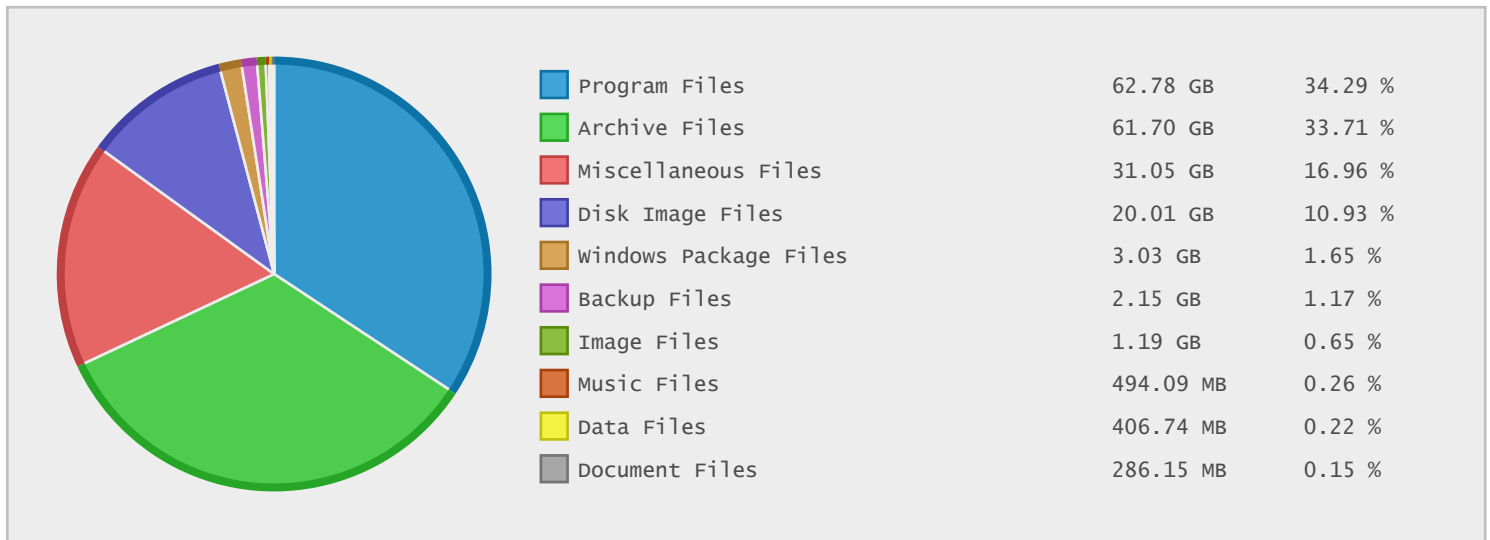 Program Files 62.78 GB 34.29 %
Archive Files 61.70 GB 33.71 %
Miscellaneous Files 31.05 GB 16.96 %
Disk Image Files 20.01 GB 10.93 %
Windows Package Files 3.03 GB 1.65 %
Backup Files 2.15 GB 1.17 %
Image Files 1.19 GB 0.65 %
Music Files 494.09 MB 0.26 %
Data Files 406.74 MB 0.22 %
Document Files 286.15 MB 0.15 %